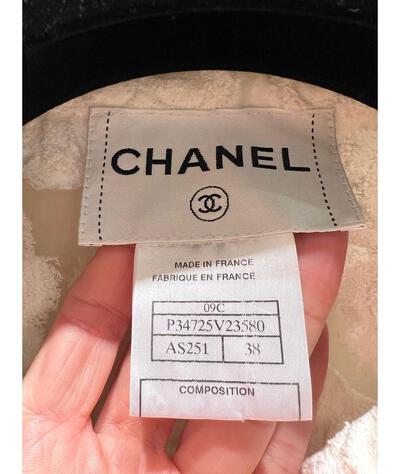 CHANEL
MADE IN FRANCE
FABRIQUE EN FRANCE
09C
P34725V23580
AS251 38
COMPOSITION